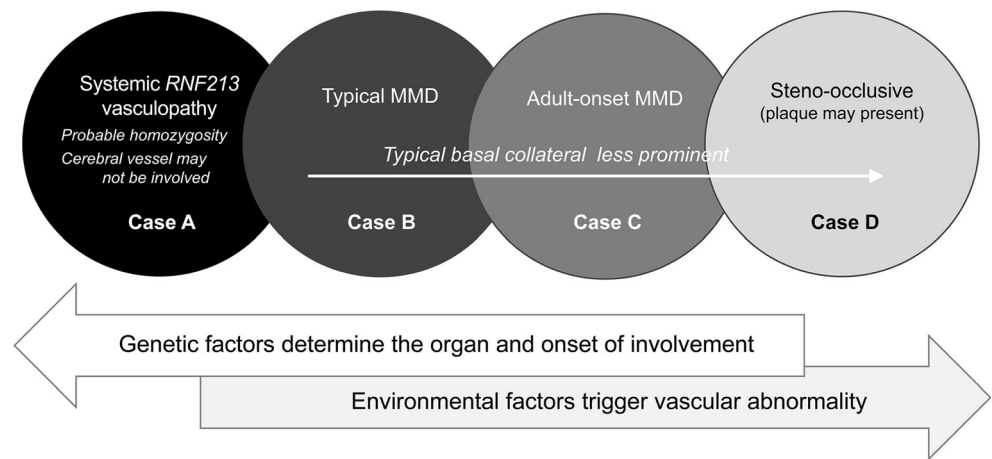 Systemic RNF213
vasculopathy
Probable homozygosity
Cerebral vessel may
not be involved
Case A
Typical MMD
Case B
Adult-onset MMD
Case C
Steno-occlusive
(plaque may present)
Case D
Typical basal collateral less prominent
Genetic factors determine the organ and onset of involvement
Environmental factors trigger vascular abnormality